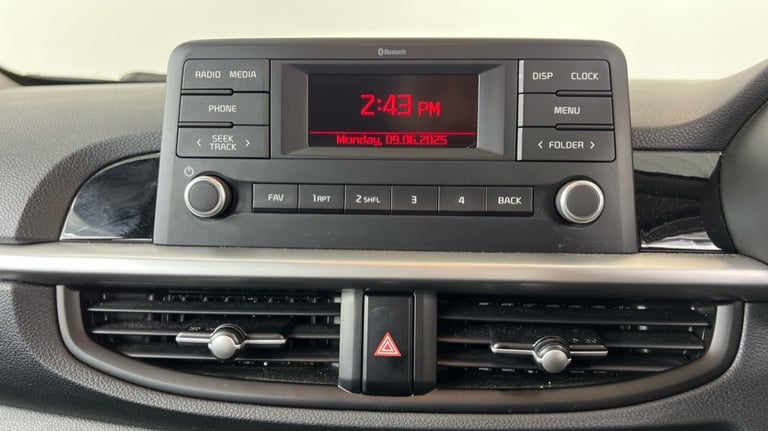 Bluetooth
RADIO MEDIA
DISP CLOCK
2:43 PM
PHONE
MENU
Monday, 09.06.2025
< SEEK TRACK >
< FOLDER >
FAV 1 RPT 2 SHFL 3 4 BACK